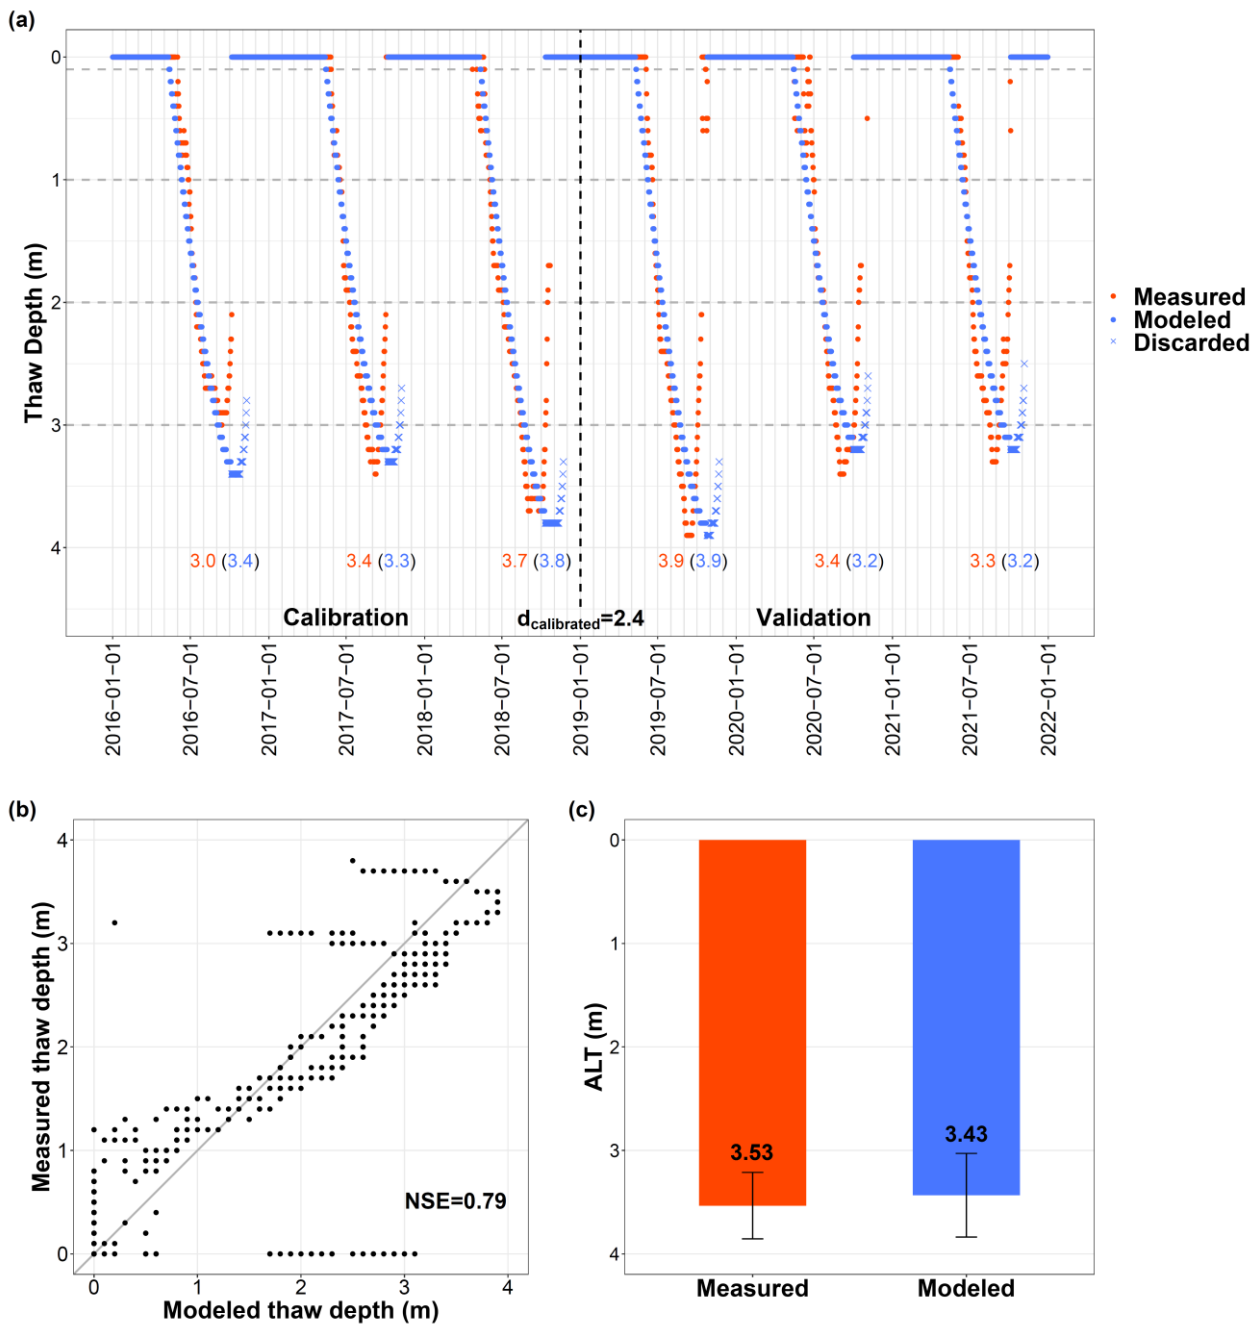 (a)
0
1
2
3
4
Thaw Depth (m)
Measured
Modeled
Discarded
3.0 (3.4)
3.4 (3.3)
3.7 (3.8)
3.9 (3.9)
3.4 (3.2)
3.3 (3.2)
Calibration
dcalibrated=2.4
Validation
2016−01−01
2016−07−01
2017−01−01
2017−07−01
2018−01−01
2018−07−01
2019−01−01
2019−07−01
2020−01−01
2020−07−01
2021−01−01
2021−07−01
2022−01−01
(b)
4
3
2
1
0
Measured thaw depth (m)
NSE=0.79
0
1
2
3
4
Modeled thaw depth (m)
(c)
0
1
2
3
4
ALT (m)
3.53
3.43
Measured
Modeled